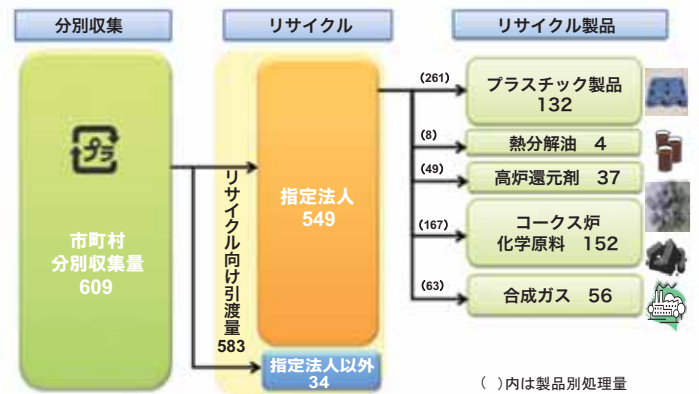 分別収集
リサイクル
リサイクル製品
プラ
市町村
分別収集量
609
リサイクル向け引渡量
583
指定法人
549
指定法人以外
34
(261)
プラスチック製品
132
(8)
熱分解油 4
(49)
高炉還元剤 37
(167)
コークス炉
化学原料 152
(63)
合成ガス 56
( )内は製品別処理量